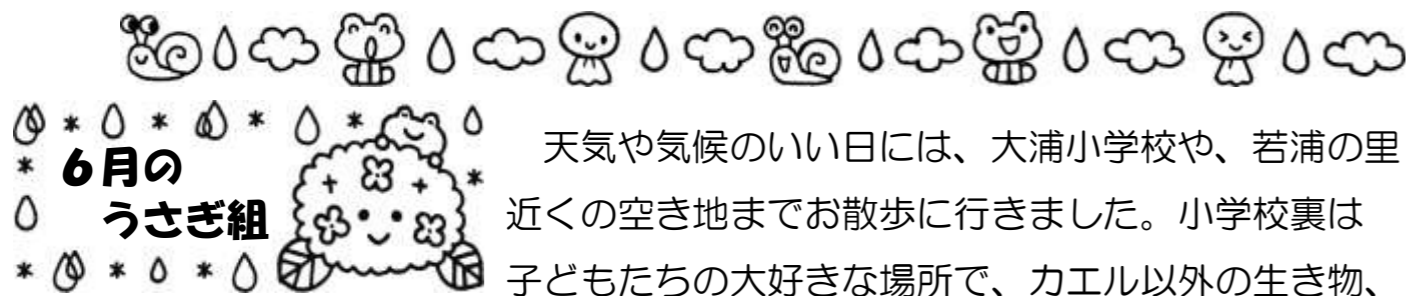 6月の
うさぎ組
天気や気候のいい日には、大浦小学校や、若浦の里
近くの空き地までお散歩に行きました。小学校裏は
子どもたちの大好きな場所で、カエル以外の生き物、